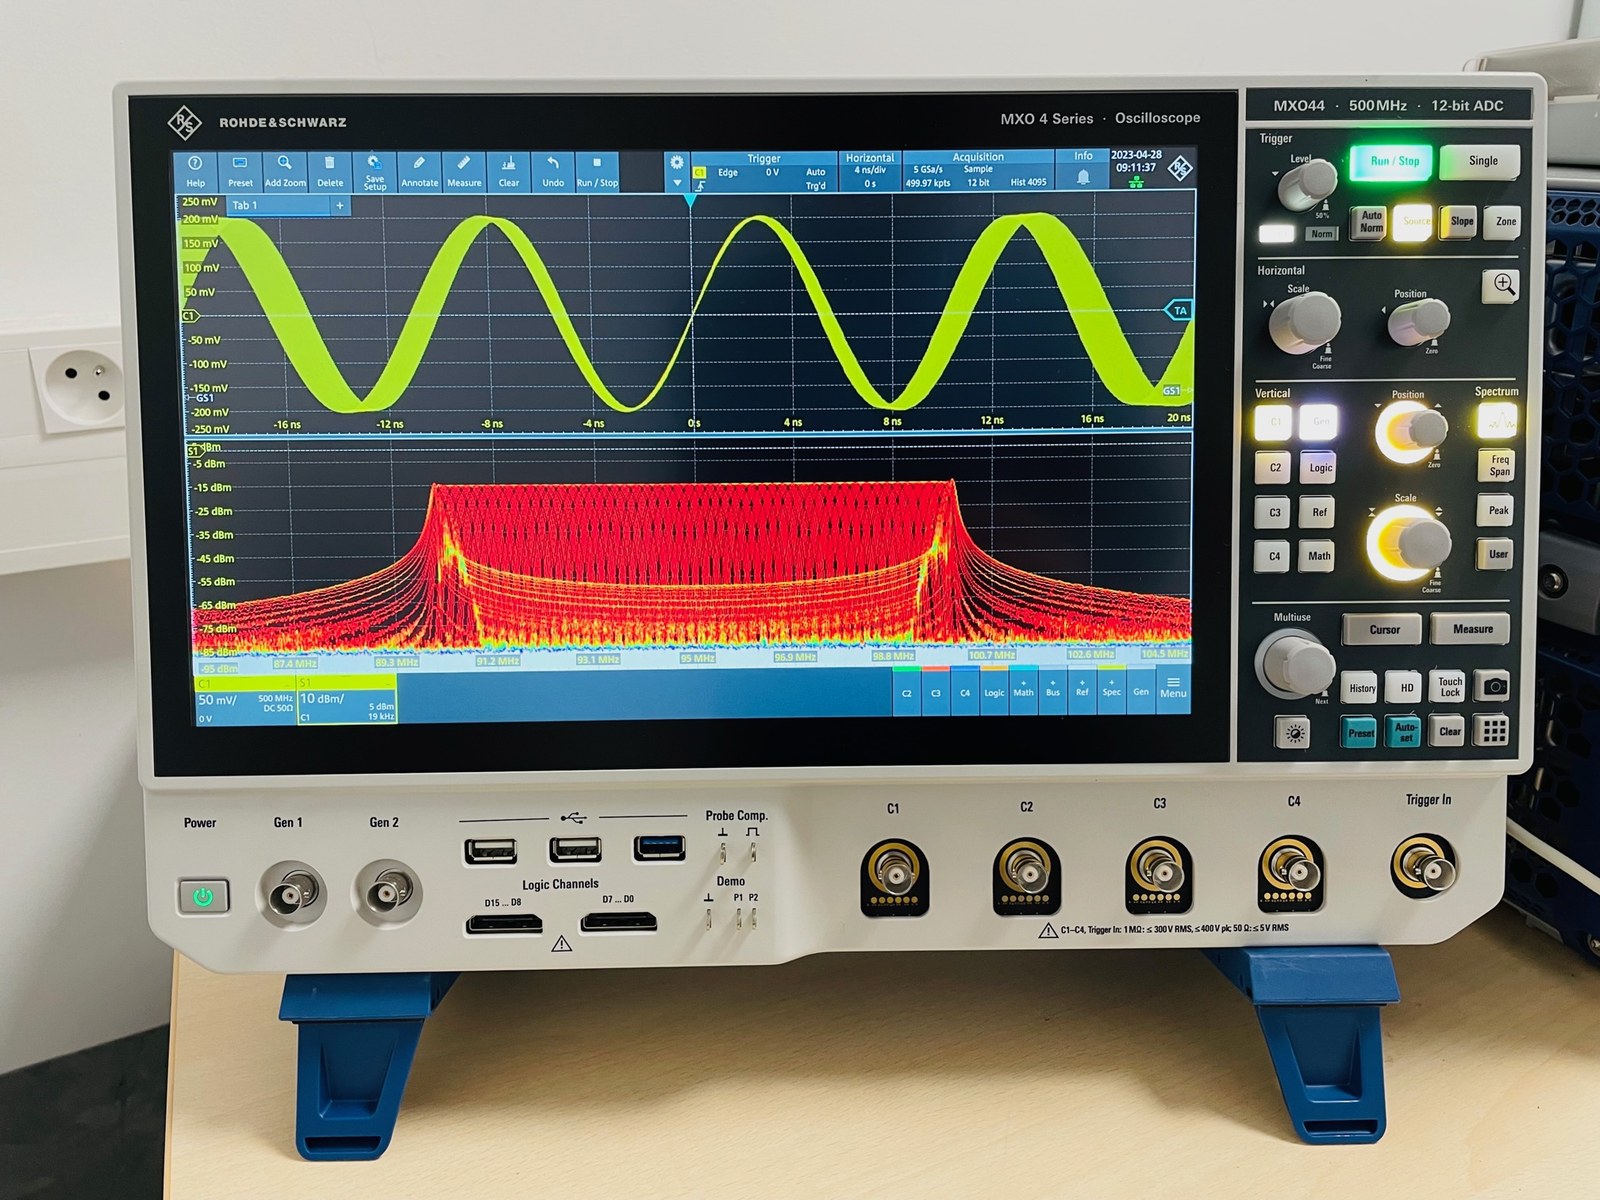 ROHDE & SCHWARZ
MXO 4 Series · Oscilloscope
MXO44 · 500 MHz · 12-bit ADC
Help
Preset
Add Zoom
Delete
Save Setup
Annotate
Measure
Clear
Undo
Run / Stop
Trigger
C1 Edge 0 V Auto
Trig'd
Horizontal
4 ns/div
0 s
Acquisition
5 GSa/s Sample
499.97 kpts 12 bit Hist 4095
Info
2023-04-28
09:11:37
Tab 1 +
250 mV
200 mV
150 mV
100 mV
50 mV
C1
TA
-50 mV
-100 mV
-150 mV
GS1
GS1
-200 mV
-250 mV
-16 ns -12 ns -8 ns -4 ns 0 s 4 ns 8 ns 12 ns 16 ns 20 ns
S1
-5 dBm
-15 dBm
-25 dBm
-35 dBm
-45 dBm
-55 dBm
-65 dBm
-75 dBm
-85 dBm
-95 dBm
87.4 MHz 89.3 MHz 91.2 MHz 93.1 MHz 95 MHz 96.9 MHz 98.8 MHz 100.7 MHz 102.6 MHz 104.5 MHz
C1
50 mV/
500 MHz
DC 50Ω
0 V
S1
10 dBm/
5 dBm
C1 19 kHz
C2
C3
C4
Logic
+ Math
+ Bus
+ Ref
+ Spec
Gen
Menu
Trigger
Level
50%
Run / Stop
Single
Norm
Auto Norm
Source
Slope
Zone
Horizontal
Scale
Position
Fine
Coarse
Zero
Vertical
Position
Spectrum
C1
Gen
Zero
C2
Logic
Freq Span
Scale
C3
Ref
Peak
C4
Math
User
Fine
Coarse
Multiuse
Next
Cursor
Measure
History
HD
Touch Lock
Preset
Auto-set
Clear
Power
Gen 1
Gen 2
Probe Comp.
Logic Channels
D15 ... D8
D7 ... D0
Demo
P1 P2
C1
C2
C3
C4
Trigger In
C1–C4, Trigger In: 1 MΩ: ≤ 300 V RMS, ≤ 400 V pk; 50 Ω: ≤ 5 V RMS